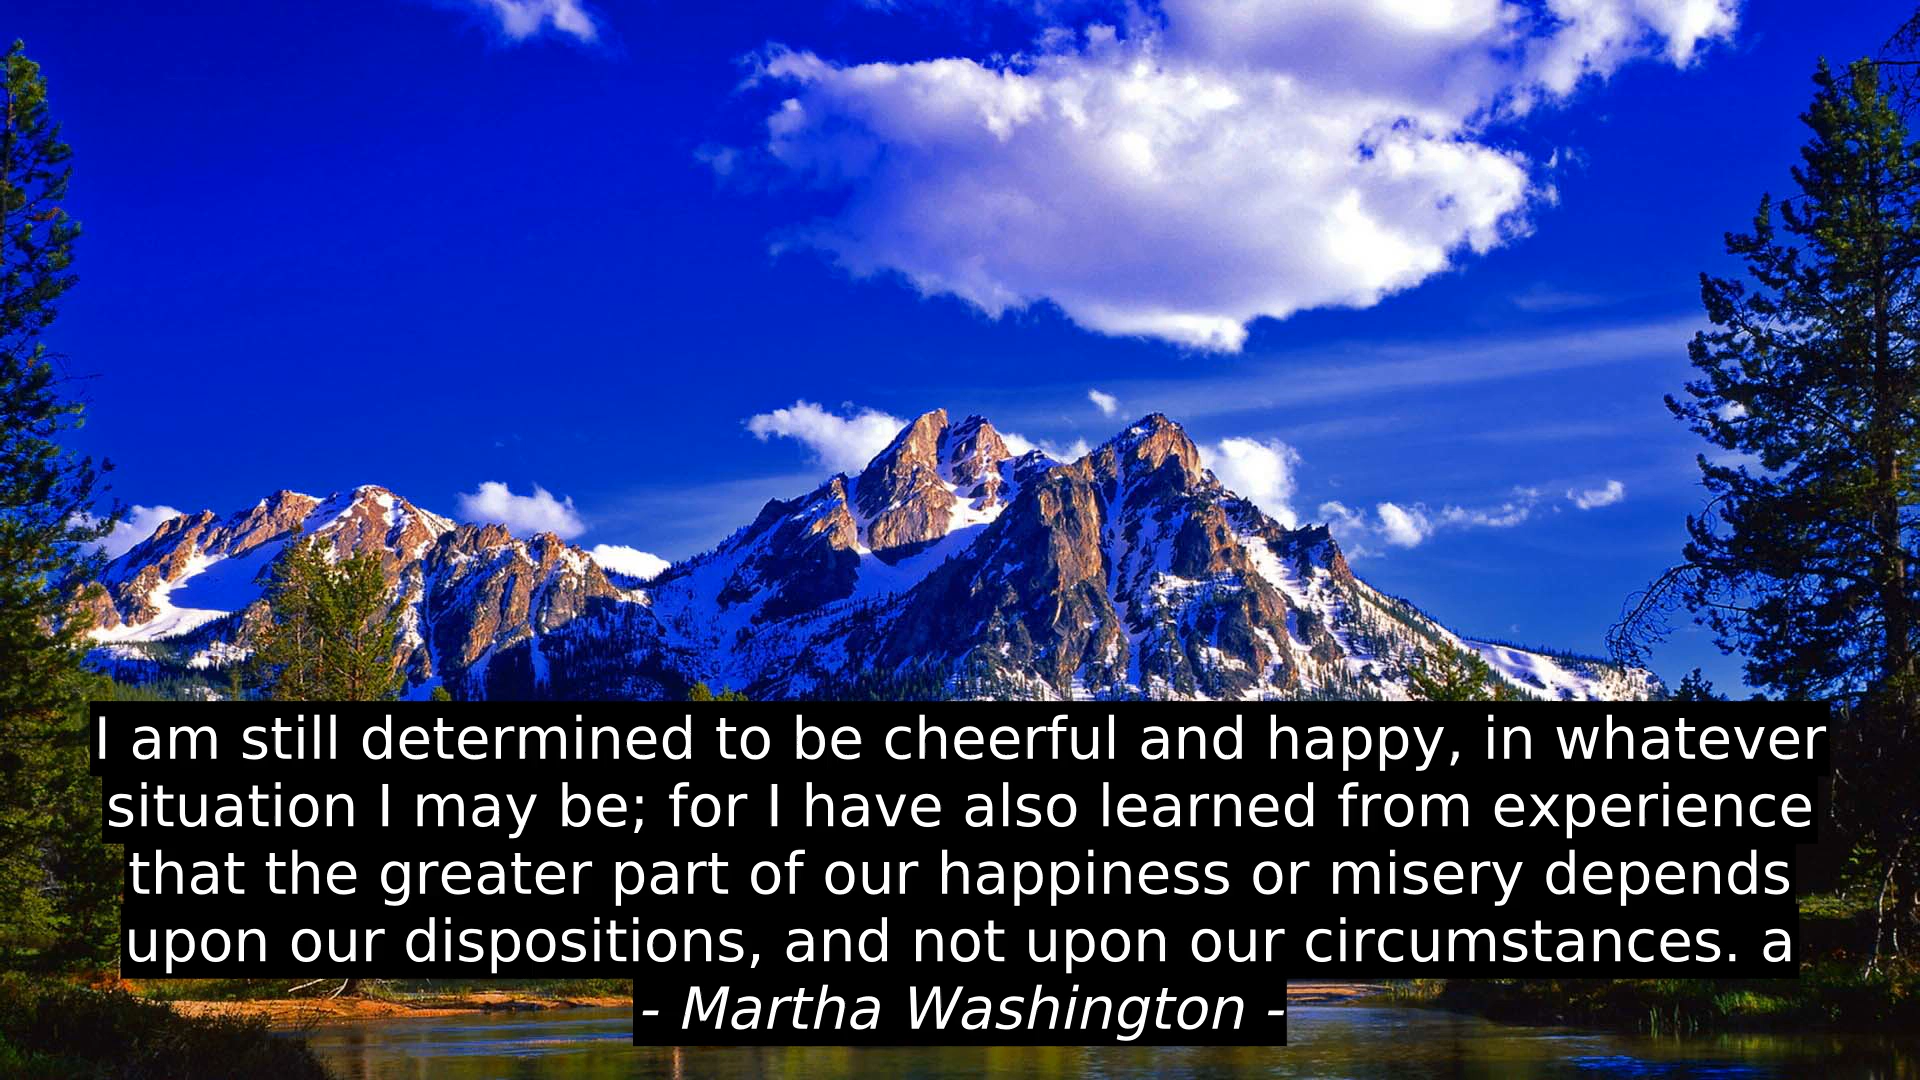 I am still determined to be cheerful and happy, in whatever
situation I may be; for I have also learned from experience
that the greater part of our happiness or misery depends
upon our dispositions, and not upon our circumstances. a
- Martha Washington -